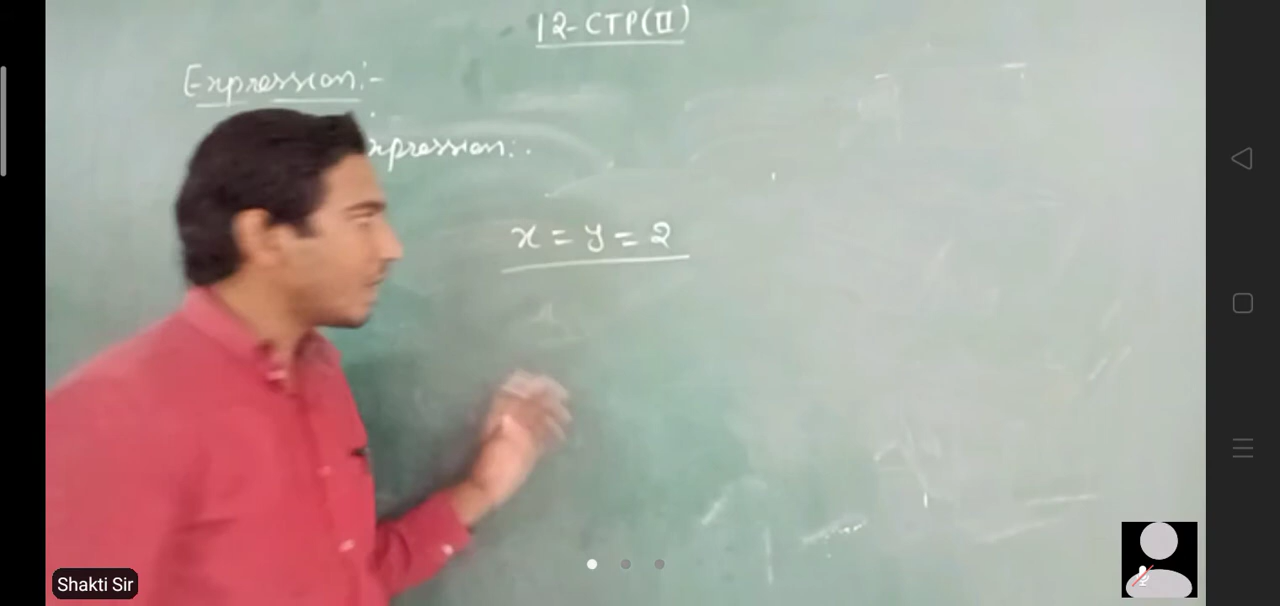 12-CTP(II)
Expression:-
xpression:-
x = y = 2
Shakti Sir